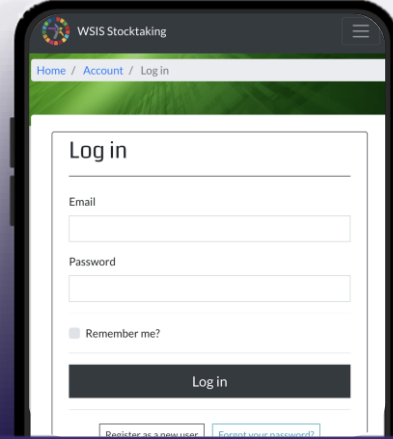 WSIS Stocktaking
Home / Account / Log in
Log in
Email
Password
Remember me?
Log in
Register as a new user Forgot your password?